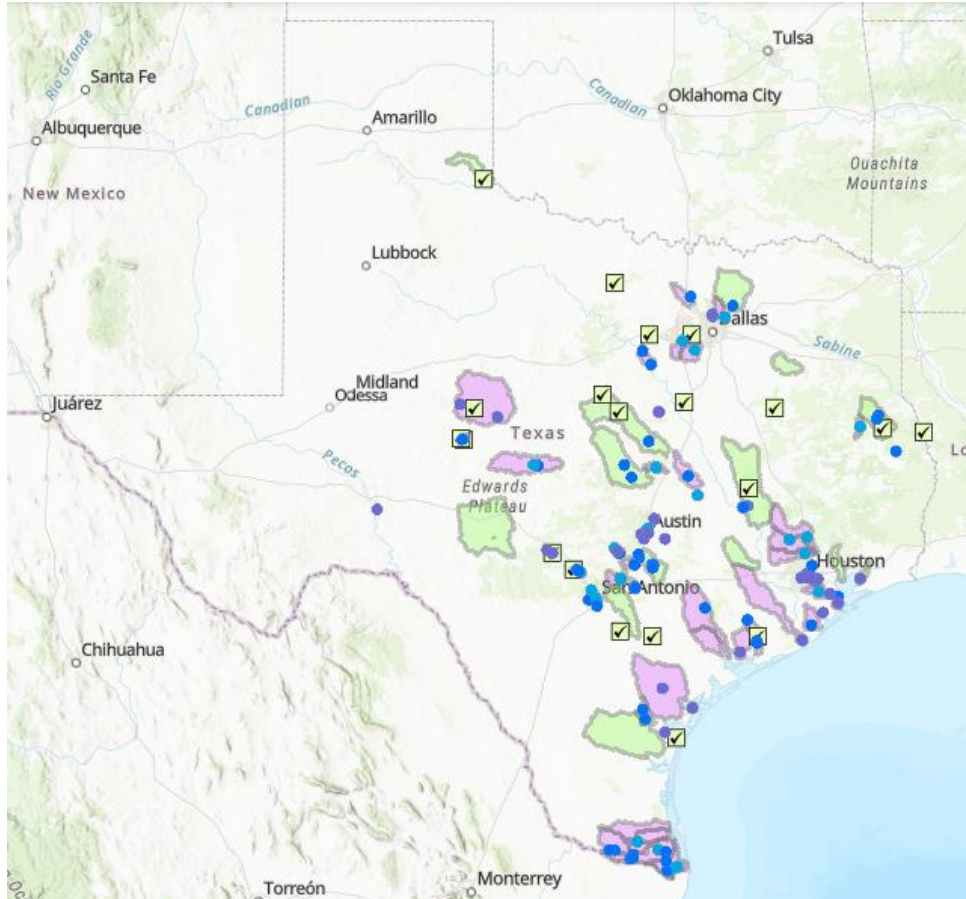 Tulsa
Rio Grande
Santa Fe
Canadian
Canadian
Oklahoma City
Amarillo
Albuquerque
Ouachita
Mountains
New Mexico
Lubbock
Dallas
Sabine
Midland
Odessa
Juárez
Texas
Pecos
Edwards
Plateau
Austin
Houston
San Antonio
Chihuahua
Monterrey
Torreón